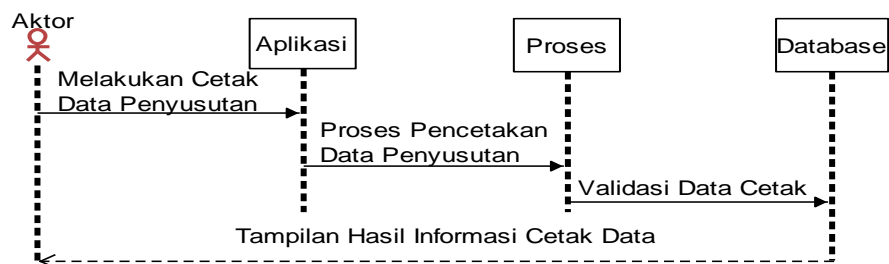 Aktor
Aplikasi
Proses
Database
Melakukan Cetak
Data Penyusutan
Proses Pencetakan
Data Penyusutan
Validasi Data Cetak
Tampilan Hasil Informasi Cetak Data